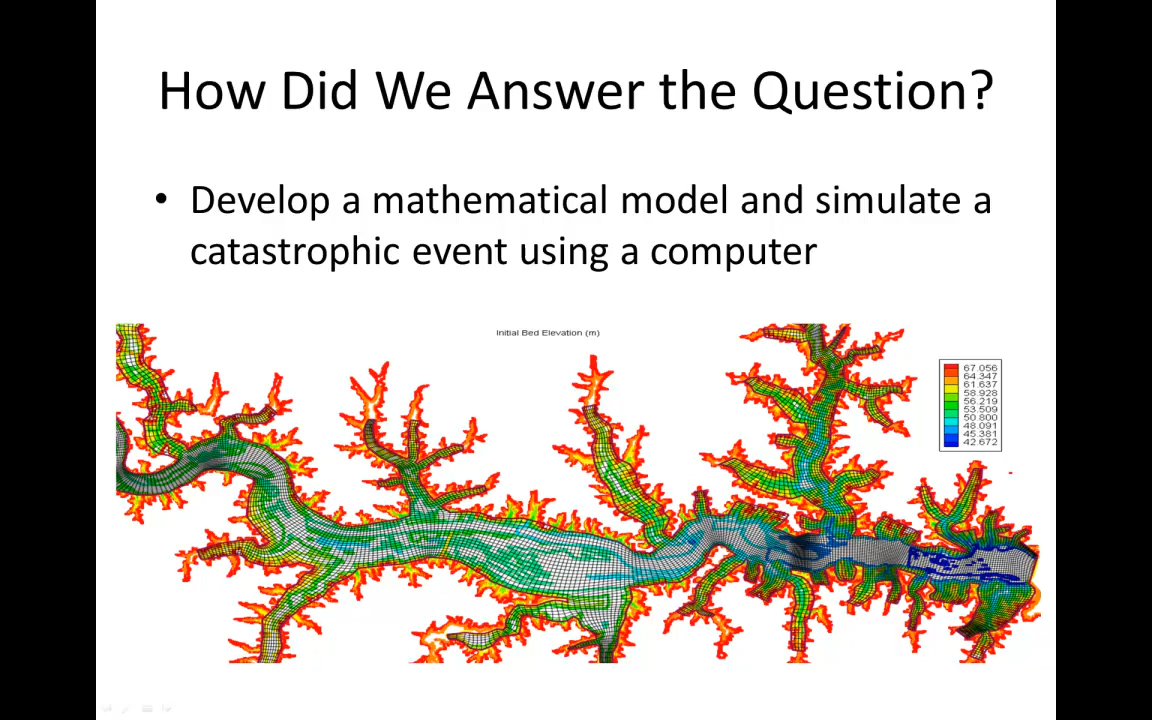 How Did We Answer the Question?
• Develop a mathematical model and simulate a
catastrophic event using a computer
Initial Bed Elevation (m)
67.056
64.347
61.637
58.928
56.219
53.509
50.800
48.091
45.381
42.672